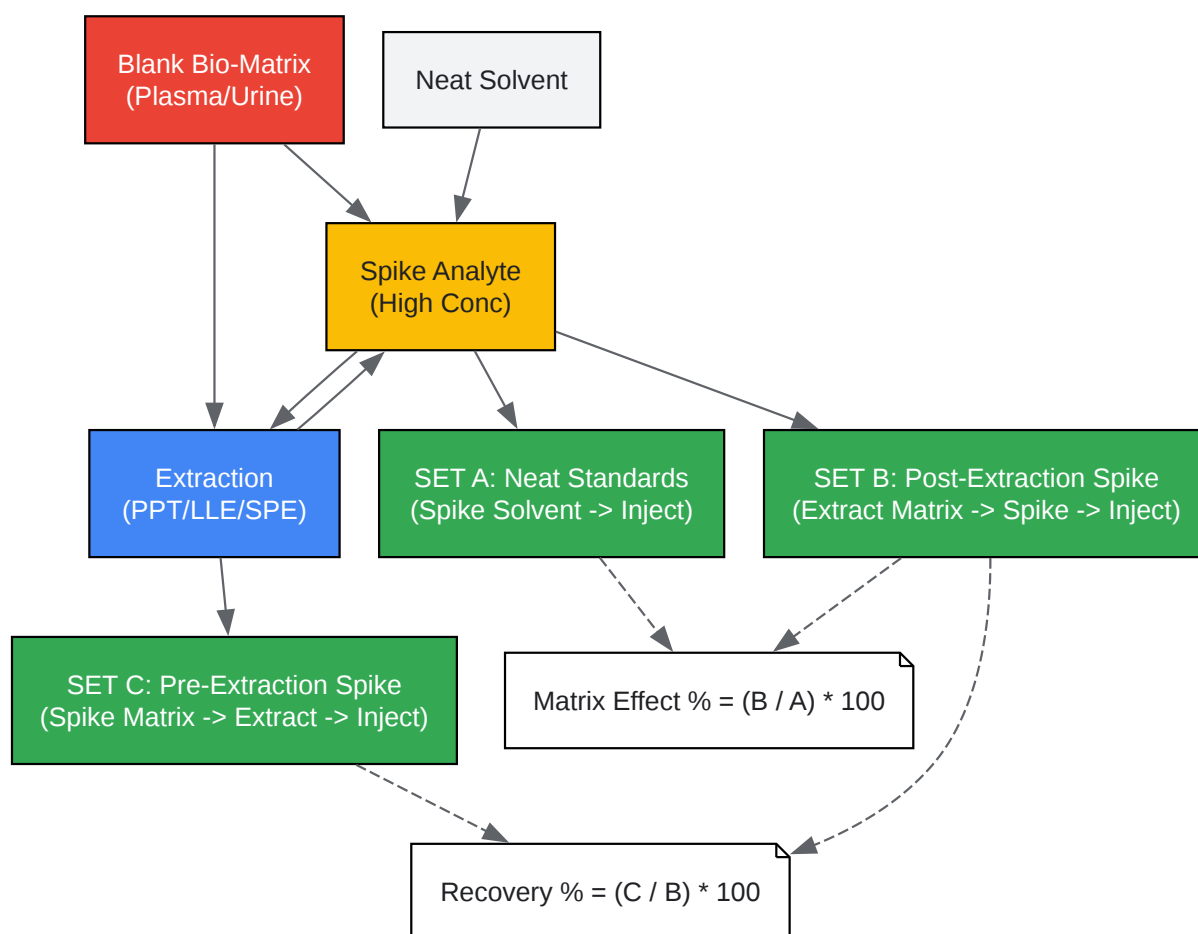 Blank Bio-Matrix
(Plasma/Urine)
Neat Solvent
Spike Analyte
(High Conc)
Extraction
(PPT/LLE/SPE)
SET A: Neat Standards
(Spike Solvent -> Inject)
SET B: Post-Extraction Spike
(Extract Matrix -> Spike -> Inject)
SET C: Pre-Extraction Spike
(Spike Matrix -> Extract -> Inject)
Matrix Effect % = (B / A) * 100
Recovery % = (C / B) * 100